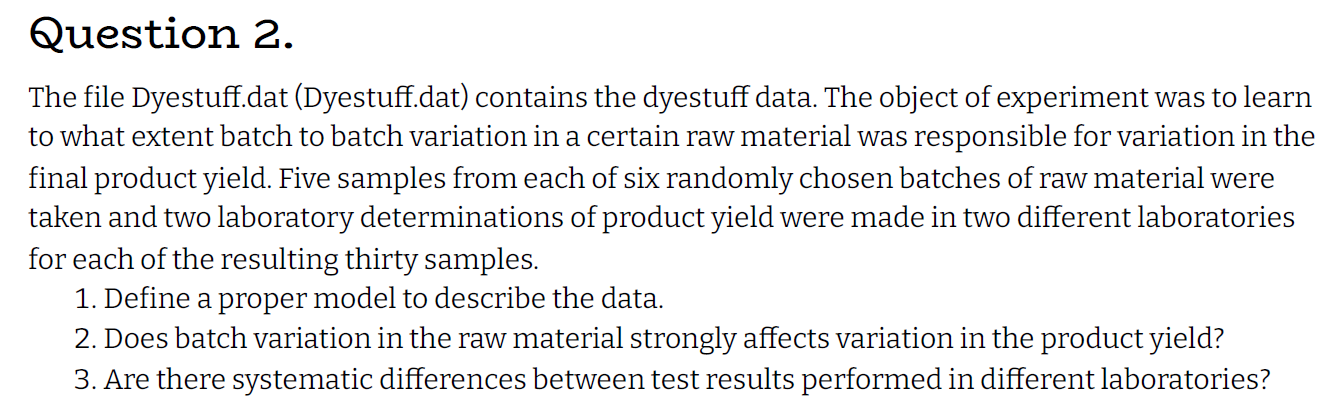 Question 2.
The file Dyestuff.dat (Dyestuff.dat) contains the dyestuff data. The object of experiment was to learn
to what extent batch to batch variation in a certain raw material was responsible for variation in the
final product yield. Five samples from each of six randomly chosen batches of raw material were
taken and two laboratory determinations of product yield were made in two different laboratories
for each of the resulting thirty samples.
1. Define a proper model to describe the data.
2. Does batch variation in the raw material strongly affects variation in the product yield?
3. Are there systematic differences between test results performed in different laboratories?